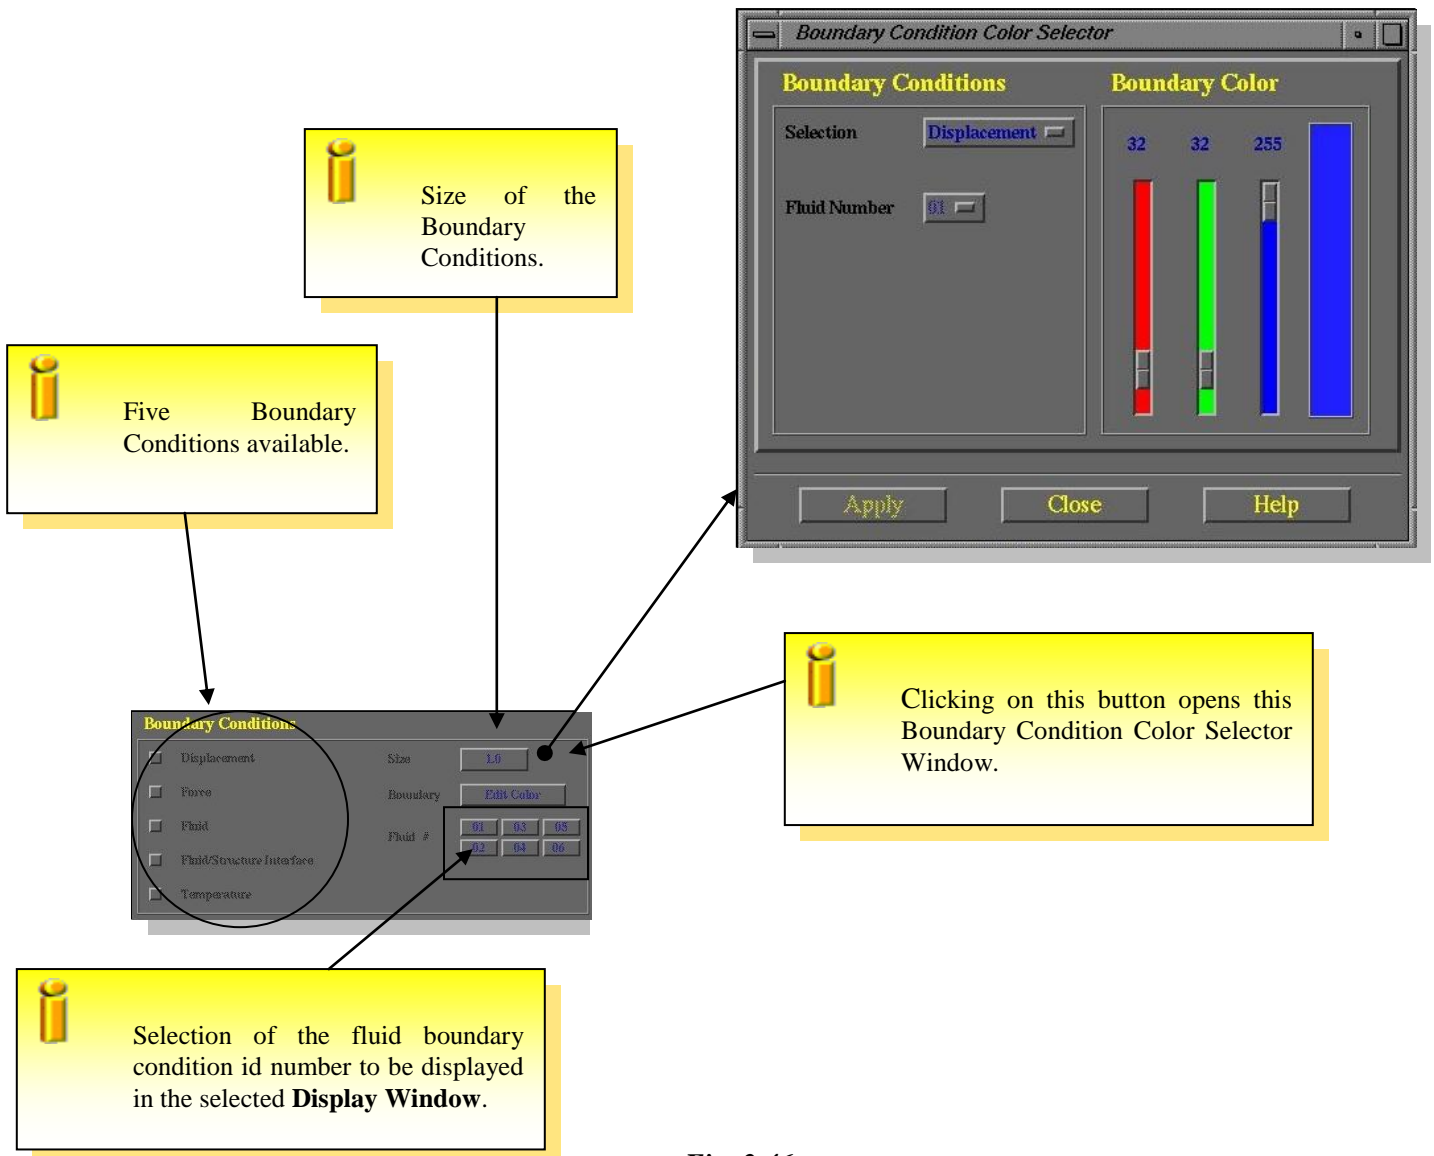 Boundary Condition Color Selector
Boundary Conditions
Boundary Color
Selection
Displacement
32
32
255
Fluid Number
01
Apply
Close
Help
Size of the
Boundary
Conditions.
Five Boundary
Conditions available.
Clicking on this button opens this
Boundary Condition Color Selector
Window.
Boundary Conditions
Displacement
Size
1.0
Force
Boundary
Edit Color
Fluid
Fluid #
01
03
05
02
04
06
Fluid/Structure Interface
Temperature
Selection of the fluid boundary
condition id number to be displayed
in the selected Display Window.